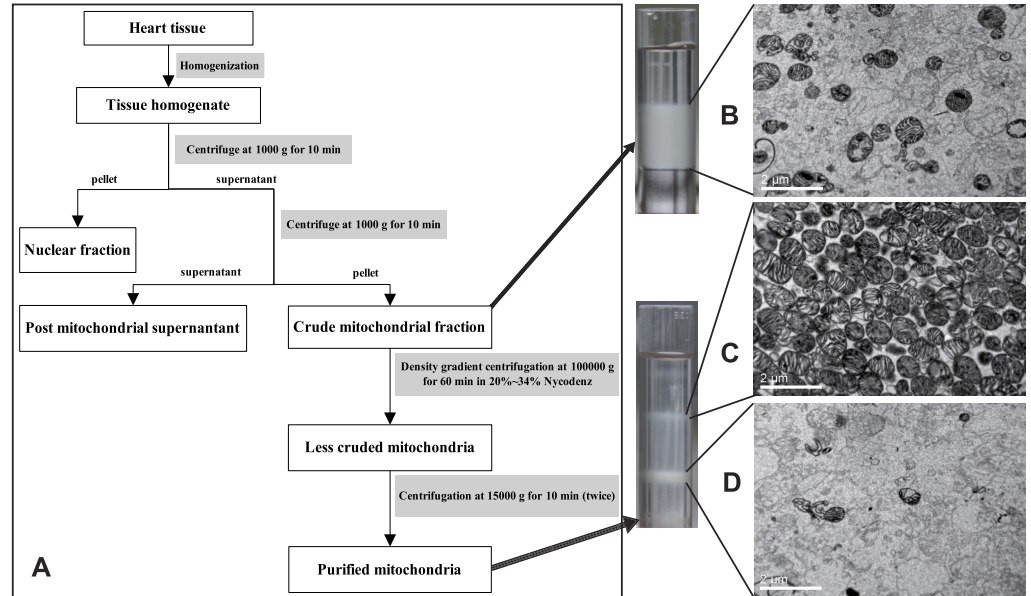 Heart tissue
Homogenization
Tissue homogenate
Centrifuge at 1000 g for 10 min
pellet
supernatant
Centrifuge at 1000 g for 10 min
Nuclear fraction
supernatant
pellet
Post mitochondrial supernantant
Crude mitochondrial fraction
Density gradient centrifugation at 100000 g
for 60 min in 20%~34% Nycodenz
Less cruded mitochondria
Centrifugation at 15000 g for 10 min (twice)
Purified mitochondria
A
B
2 µm
C
2 µm
D
2 µm